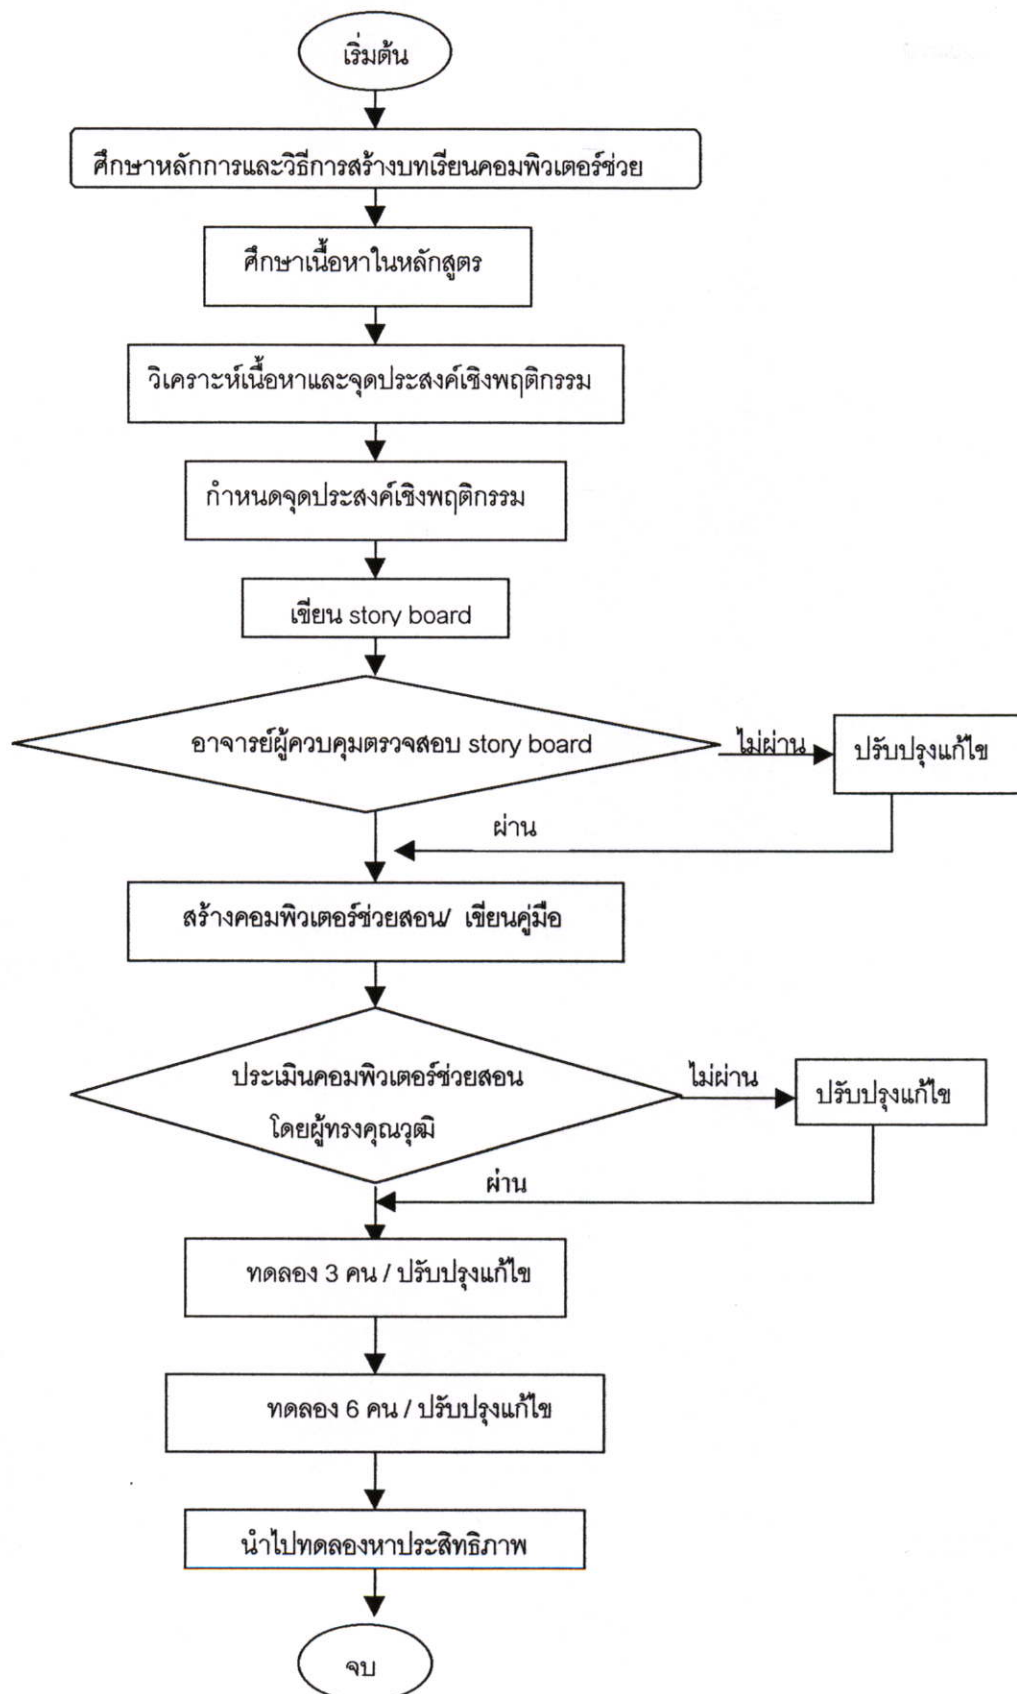 เริ่มต้น
ศึกษาหลักการและวิธีการสร้างบทเรียนคอมพิวเตอร์ช่วย
ศึกษาเนื้อหาในหลักสูตร
วิเคราะห์เนื้อหาและจุดประสงค์เชิงพฤติกรรม
กำหนดจุดประสงค์เชิงพฤติกรรม
เขียน story board
อาจารย์ผู้ควบคุมตรวจสอบ story board
ไม่ผ่าน
ปรับปรุงแก้ไข
ผ่าน
สร้างคอมพิวเตอร์ช่วยสอน/ เขียนคู่มือ
ประเมินคอมพิวเตอร์ช่วยสอน
โดยผู้ทรงคุณวุฒิ
ไม่ผ่าน
ปรับปรุงแก้ไข
ผ่าน
ทดลอง 3 คน / ปรับปรุงแก้ไข
ทดลอง 6 คน / ปรับปรุงแก้ไข
นำไปทดลองหาประสิทธิภาพ
จบ